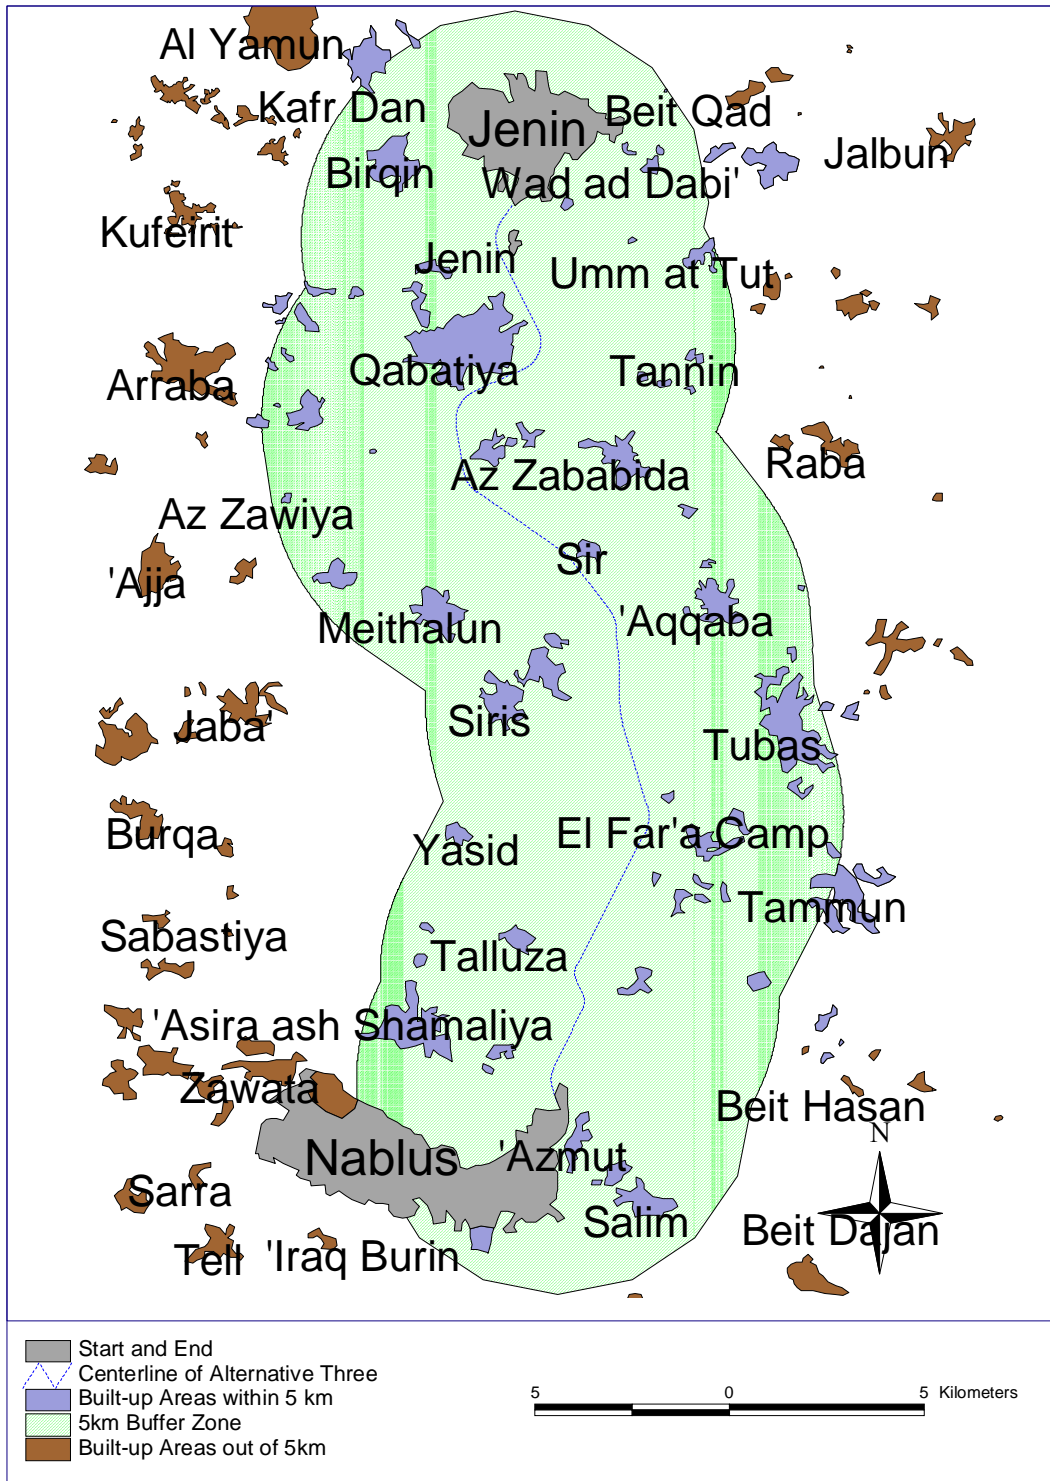 Al Yamun
Kafr Dan
Beit Qad
Jenin
Jalbun
Birqin
Wad ad Dabi'
Kufeirit
Jenin
Umm at Tut
Qabatiya
Tannin
Arraba
Az Zababida
Raba
Az Zawiya
Sir
'Ajja
Meithalun
'Aqqaba
Siris
Jaba'
Tubas
Burqa
Yasid
El Far'a Camp
Tammun
Sabastiya
Talluza
'Asira ash Shamaliya
Zawata
Beit Hasan
N
Nablus
'Azmut
Sarra
Salim
Beit Dajan
Tell
'Iraq Burin
Start and End
Centerline of Alternative Three
Built-up Areas within 5 km
5km Buffer Zone
Built-up Areas out of 5km
5 0 5 Kilometers